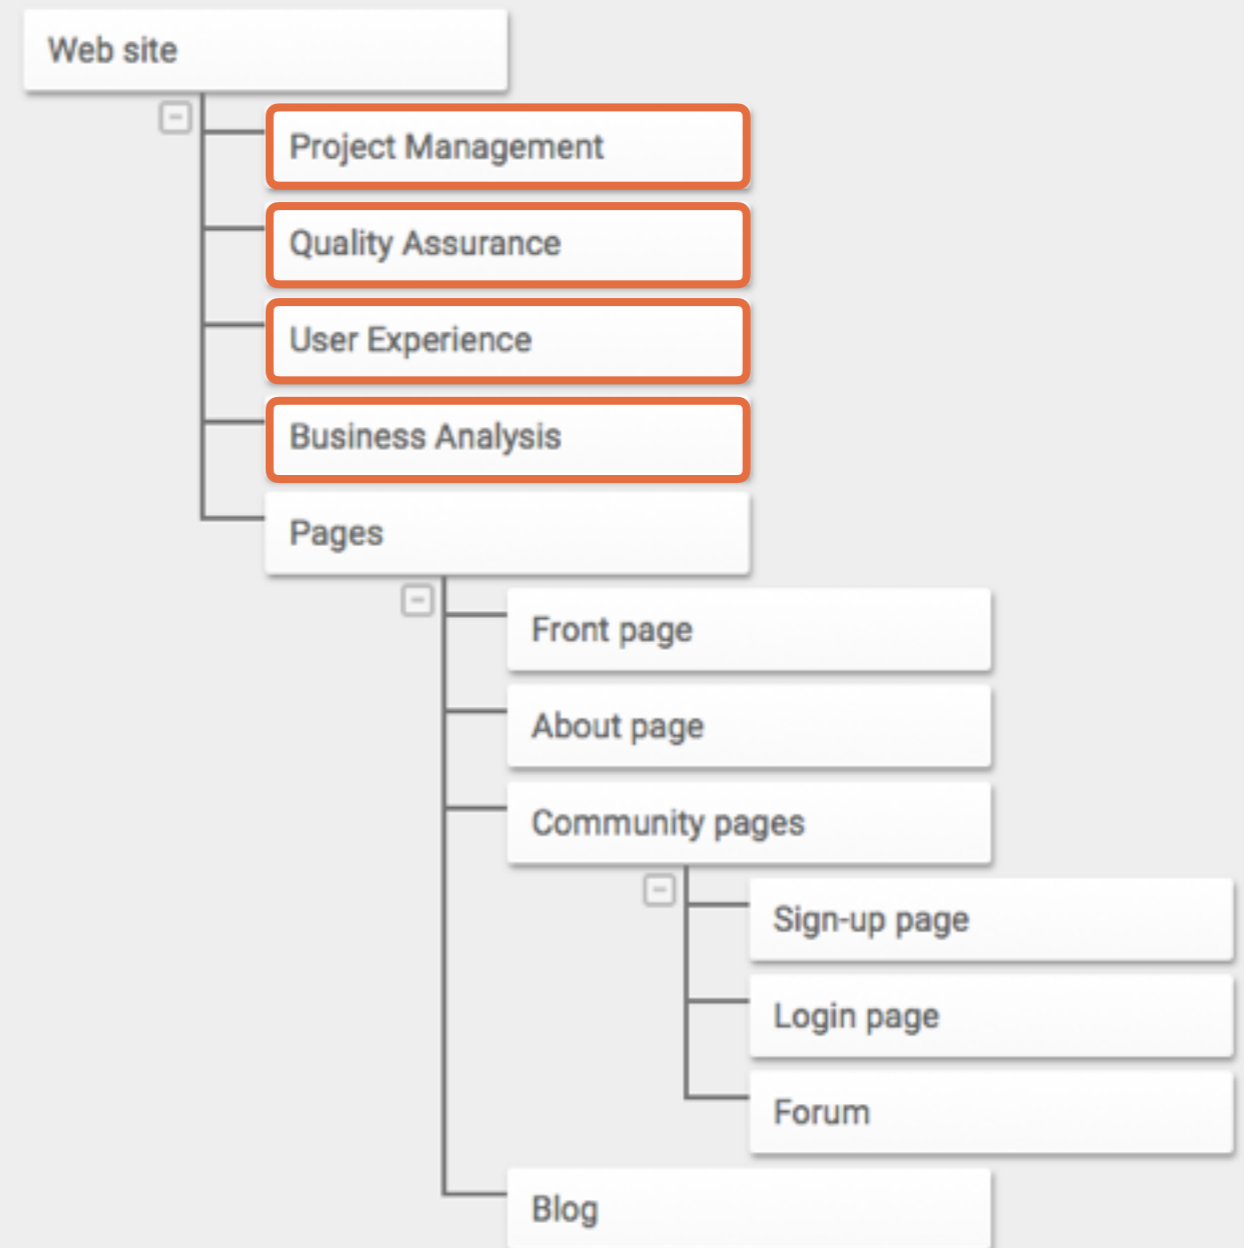 Web site
Project Management
Quality Assurance
User Experience
Business Analysis
Pages
Front page
About page
Community pages
Sign-up page
Login page
Forum
Blog